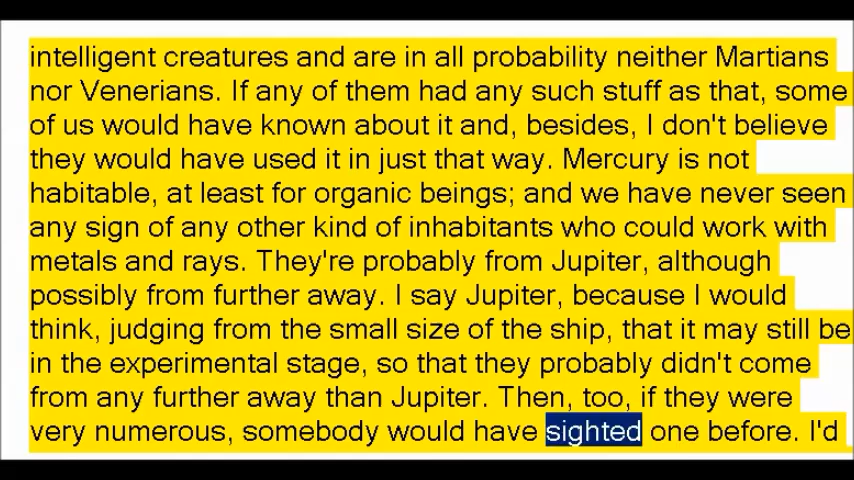 intelligent creatures and are in all probability neither Martians
nor Venerians. If any of them had any such stuff as that, some
of us would have known about it and, besides, I don't believe
they would have used it in just that way. Mercury is not
habitable, at least for organic beings; and we have never seen
any sign of any other kind of inhabitants who could work with
metals and rays. They're probably from Jupiter, although
possibly from further away. I say Jupiter, because I would
think, judging from the small size of the ship, that it may still be
in the experimental stage, so that they probably didn't come
from any further away than Jupiter. Then, too, if they were
very numerous, somebody would have sighted one before. I'd